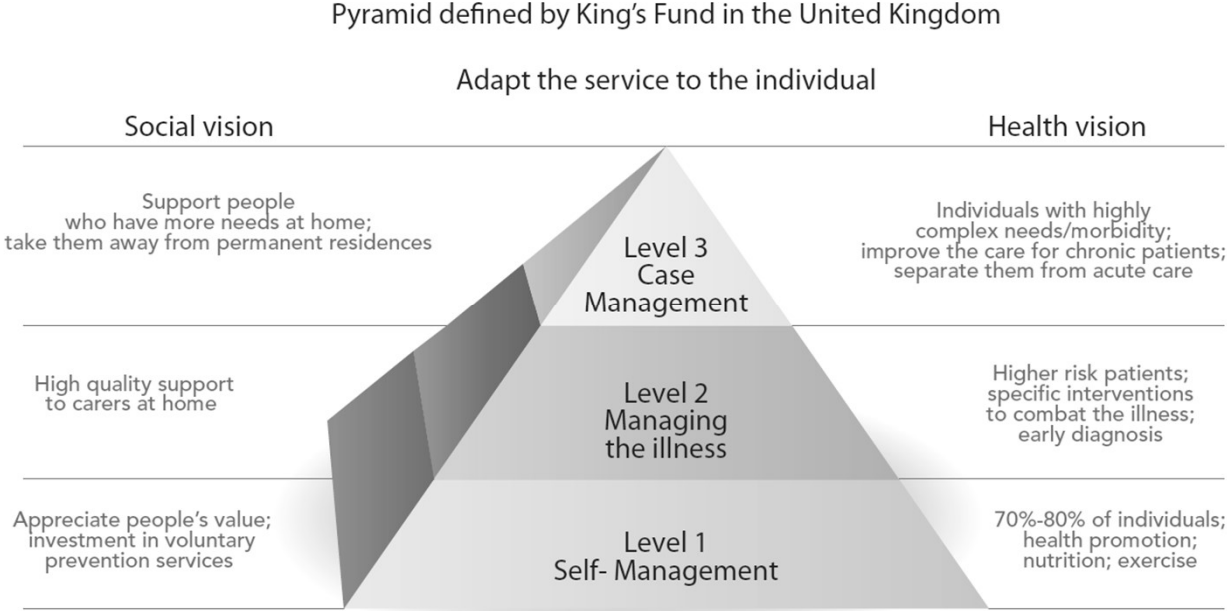 Pyramid defined by King's Fund in the United Kingdom
Adapt the service to the individual
Social vision
Health vision
Support people
who have more needs at home;
take them away from permanent residences
Level 3
Case
Management
Individuals with highly
complex needs/morbidity;
improve the care for chronic patients;
separate them from acute care
High quality support
to carers at home
Level 2
Managing
the illness
Higher risk patients;
specific interventions
to combat the illness;
early diagnosis
Appreciate people's value;
investment in voluntary
prevention services
Level 1
Self- Management
70%-80% of individuals;
health promotion;
nutrition; exercise